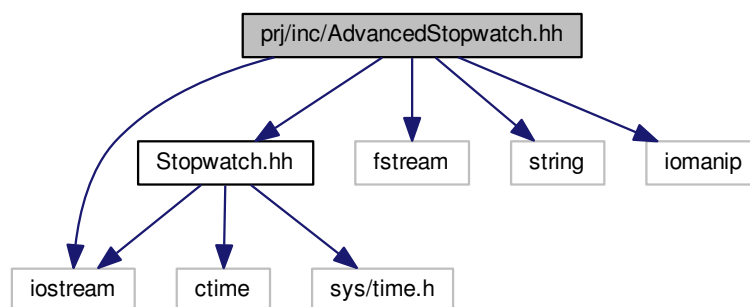 prj/inc/AdvancedStopwatch.hh
Stopwatch.hh
fstream
string
iomanip
iostream
ctime
sys/time.h